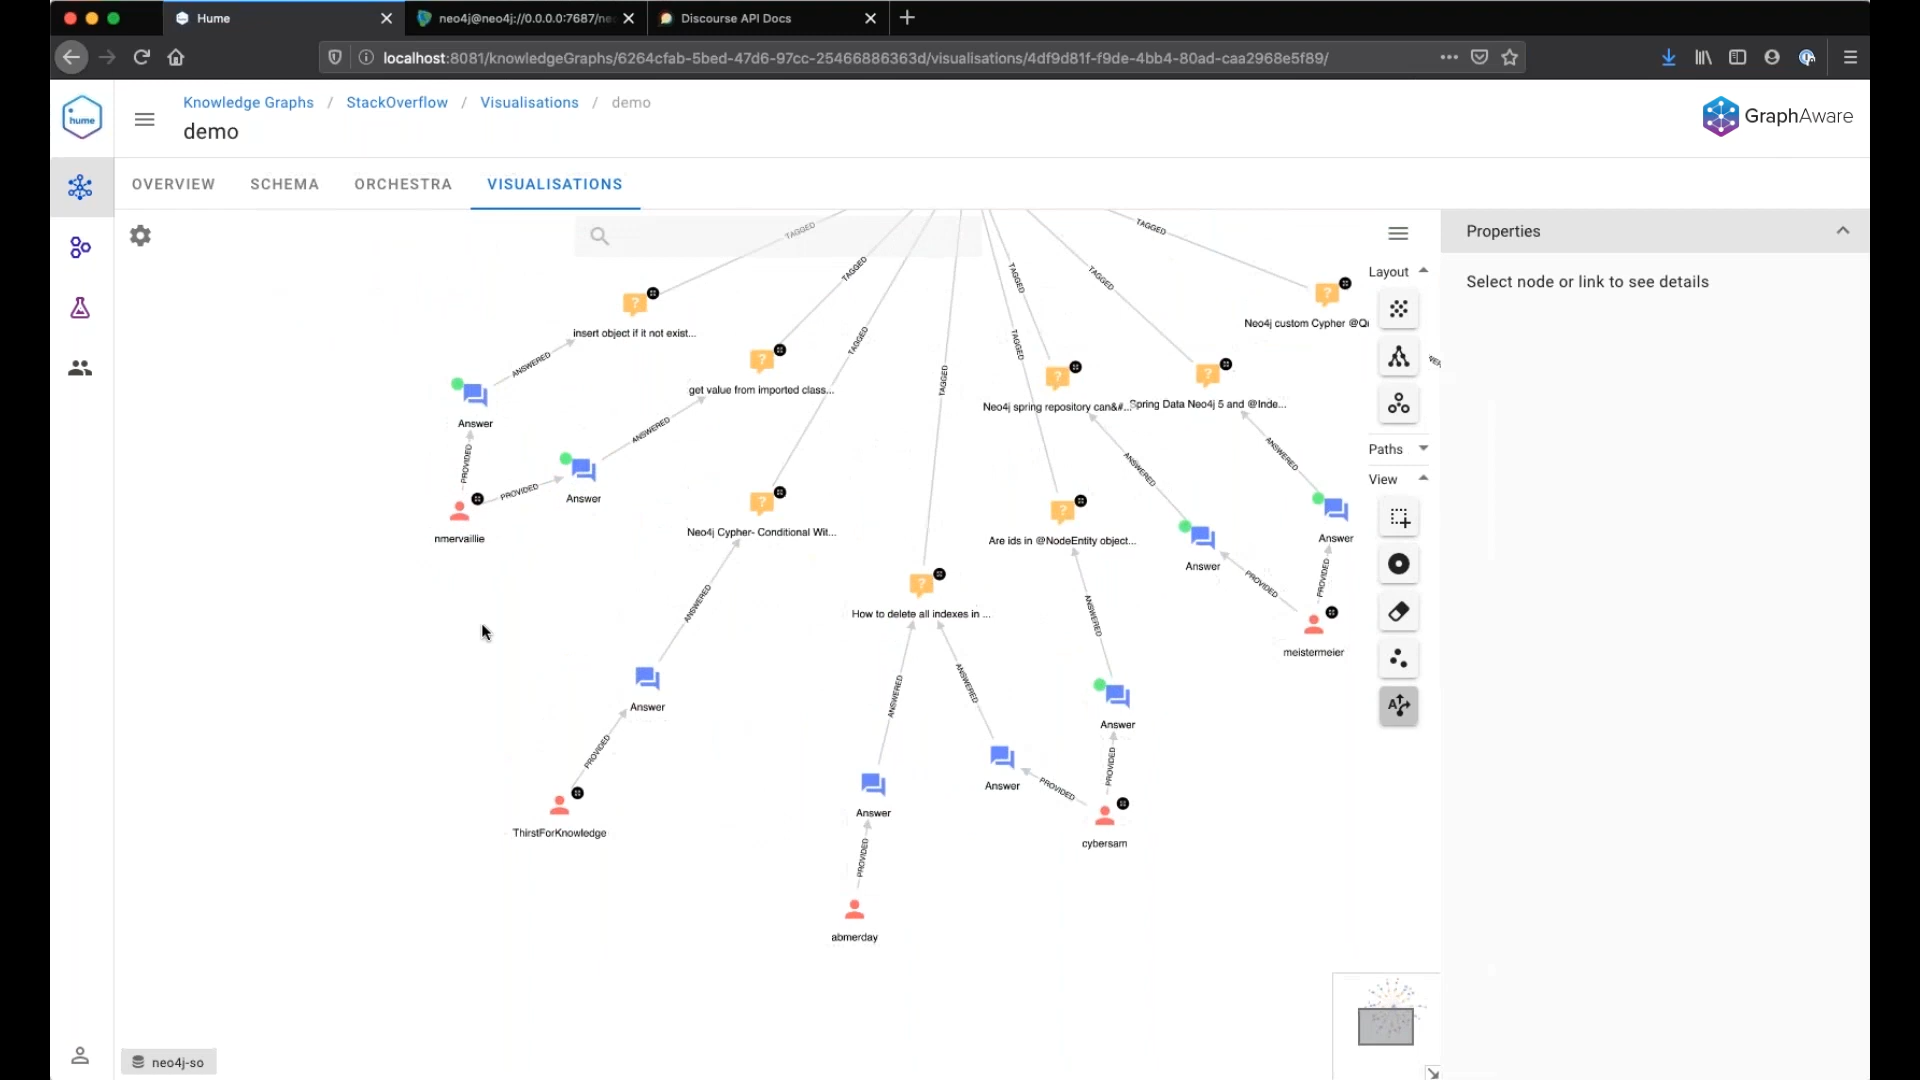 Hume
neo4j@neo4j://0.0.0.0:7687/ne
Discourse API Docs
localhost:8081/knowledgeGraphs/6264cfab-5bed-47d6-97cc-25466886363d/visualisations/4df9d81f-f9de-4bb4-80ad-caa2968e5f89/
hume
Knowledge Graphs / StackOverflow / Visualisations / demo
demo
GraphAware
OVERVIEW SCHEMA ORCHESTRA VISUALISATIONS
Properties
Select node or link to see details
TAGGED
TAGGED
TAGGED
TAGGED
TAGGED
TAGGED
TAGGED
TAGGED
Layout
Paths
View
insert object if it not exist...
Neo4j custom Cypher @Q
get value from imported class...
Neo4j spring repository can&#...
Spring Data Neo4j 5 and @Inde...
ANSWERED
ANSWERED
ANSWERED
ANSWERED
Answer
PROVIDED
PROVIDED
Answer
nmervaillie
Neo4j Cypher- Conditional Wit...
Are ids in @NodeEntity object...
Answer
Answer
PROVIDED
PROVIDED
meistermeier
How to delete all indexes in ...
ANSWERED
ANSWERED
ANSWERED
ANSWERED
Answer
PROVIDED
ThirstForKnowledge
Answer
Answer
Answer
PROVIDED
PROVIDED
PROVIDED
cybersam
abmerday
neo4j-so